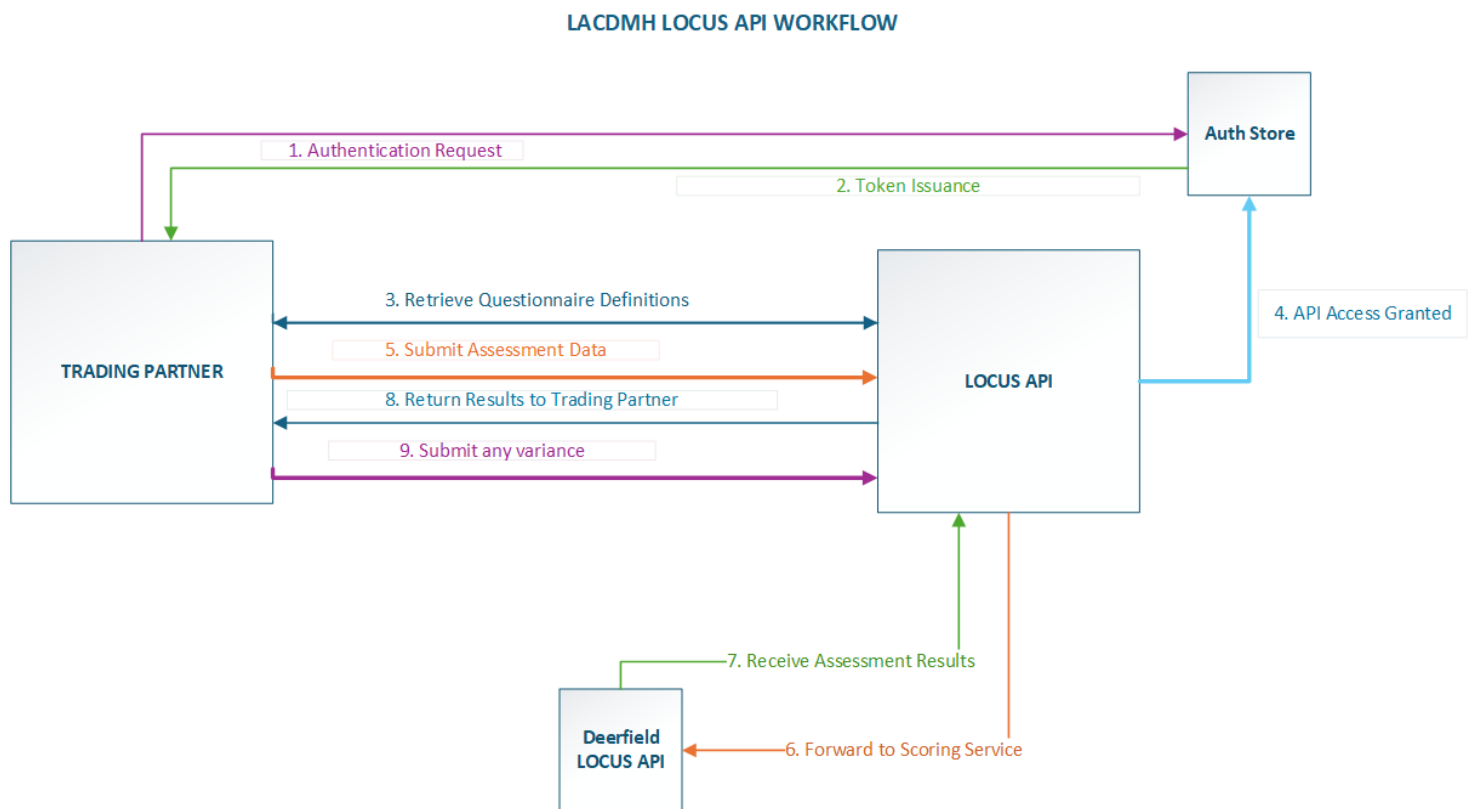 LACDMH LOCUS API WORKFLOW
Auth Store
1. Authentication Request
2. Token Issuance
3. Retrieve Questionnaire Definitions
4. API Access Granted
5. Submit Assessment Data
TRADING PARTNER
LOCUS API
8. Return Results to Trading Partner
9. Submit any variance
7. Receive Assessment Results
Deerfield
LOCUS API
6. Forward to Scoring Service